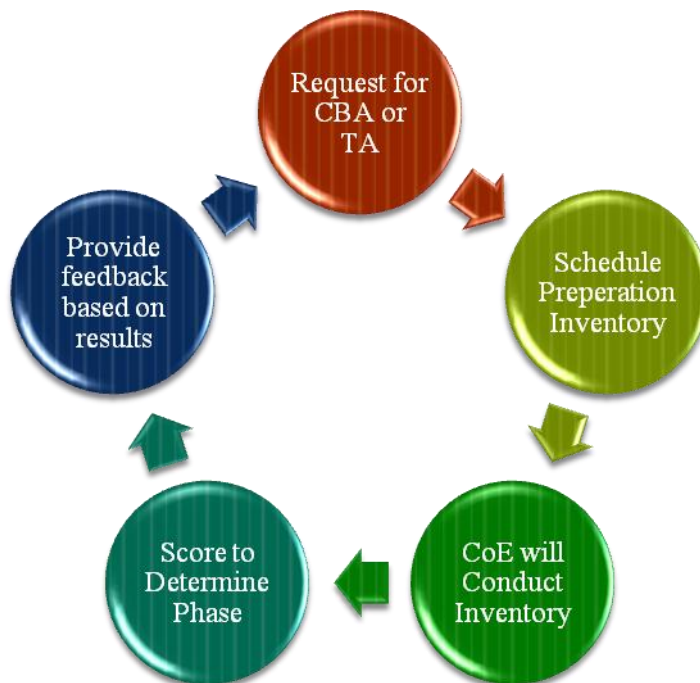 Request for
CBA or
TA
Schedule
Preperation
Inventory
CoE will
Conduct
Inventory
Score to
Determine
Phase
Provide
feedback
based on
results